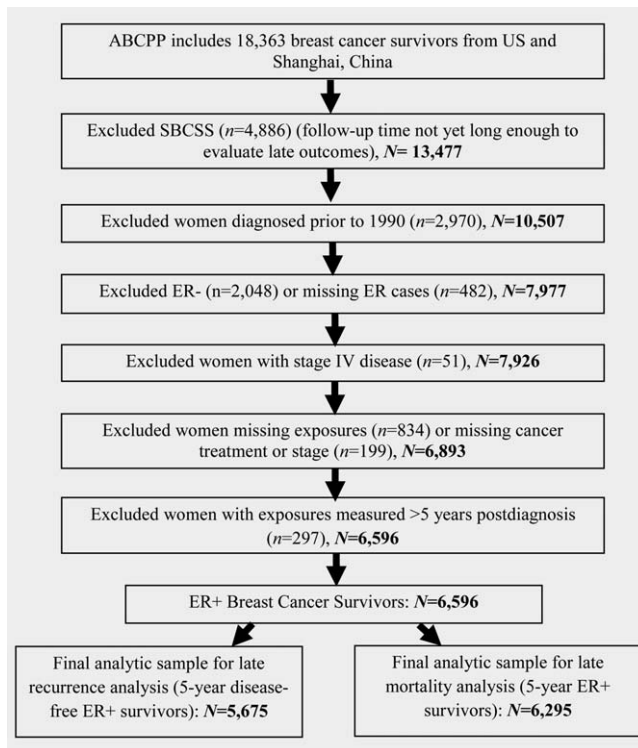 ABCPP includes 18,363 breast cancer survivors from US and
Shanghai, China
Excluded SBCSS (n=4,886) (follow-up time not yet long enough to
evaluate late outcomes), N= 13,477
Excluded women diagnosed prior to 1990 (n=2,970), N=10,507
Excluded ER- (n=2,048) or missing ER cases (n=482), N=7,977
Excluded women with stage IV disease (n=51), N=7,926
Excluded women missing exposures (n=834) or missing cancer
treatment or stage (n=199), N=6,893
Excluded women with exposures measured >5 years postdiagnosis
(n=297), N=6,596
ER+ Breast Cancer Survivors: N=6,596
Final analytic sample for late
recurrence analysis (5-year disease-
free ER+ survivors): N=5,675
Final analytic sample for late
mortality analysis (5-year ER+
survivors): N=6,295